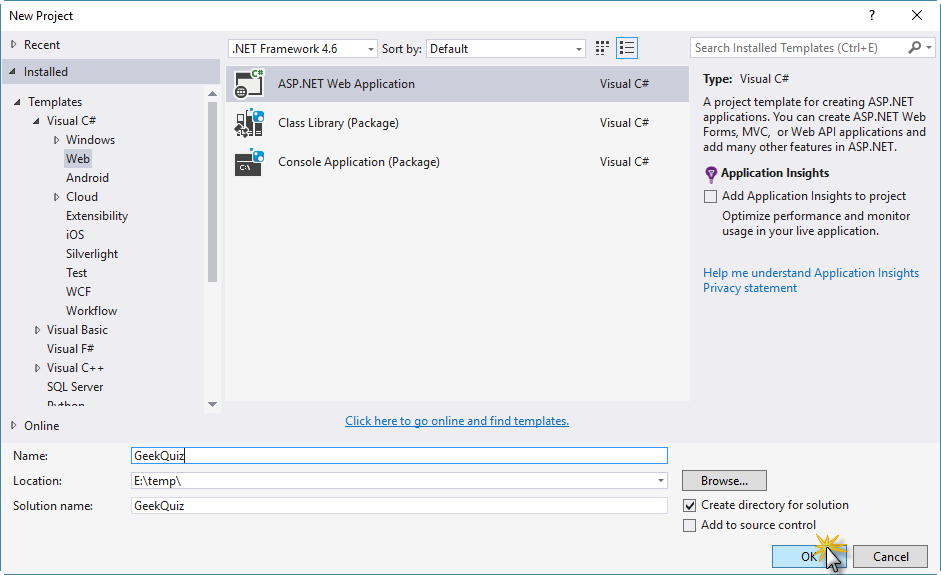 New Project
?
Recent
.NET Framework 4.6
Sort by:
Default
Search Installed Templates (Ctrl+E)
Installed
Templates
Visual C#
Windows
Web
Android
Cloud
Extensibility
iOS
Silverlight
Test
WCF
Workflow
Visual Basic
Visual F#
Visual C++
SQL Server
Python
Online
C#
ASP.NET Web Application Visual C#
Class Library (Package) Visual C#
C:\
Console Application (Package) Visual C#
Click here to go online and find templates.
Type: Visual C#
A project template for creating ASP.NET
applications. You can create ASP.NET Web
Forms, MVC, or Web API applications and
add many other features in ASP.NET.
Application Insights
Add Application Insights to project
Optimize performance and monitor
usage in your live application.
Help me understand Application Insights
Privacy statement
Name: GeekQuiz
Location: E:\temp\
Browse...
Solution name: GeekQuiz
Create directory for solution
Add to source control
OK
Cancel